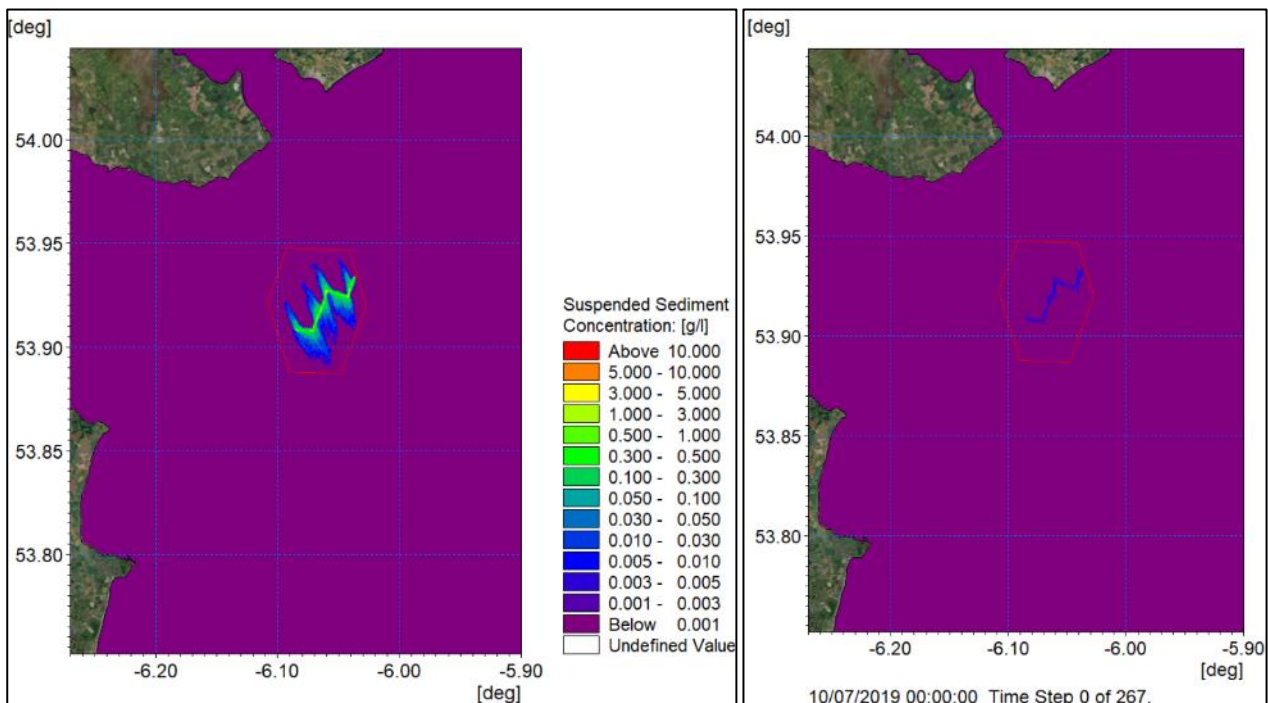 [deg]
54.00
53.95
53.90
53.85
53.80
-6.20
-6.10
-6.00
-5.90
[deg]
Suspended Sediment
Concentration: [g/l]
Above 10.000
5.000 - 10.000
3.000 - 5.000
1.000 - 3.000
0.500 - 1.000
0.300 - 0.500
0.100 - 0.300
0.050 - 0.100
0.030 - 0.050
0.010 - 0.030
0.005 - 0.010
0.003 - 0.005
0.001 - 0.003
Below 0.001
Undefined Value
[deg]
54.00
53.95
53.90
53.85
53.80
-6.20
-6.10
-6.00
-5.90
[deg]
10/07/2019 00:00:00 Time Step 0 of 267.